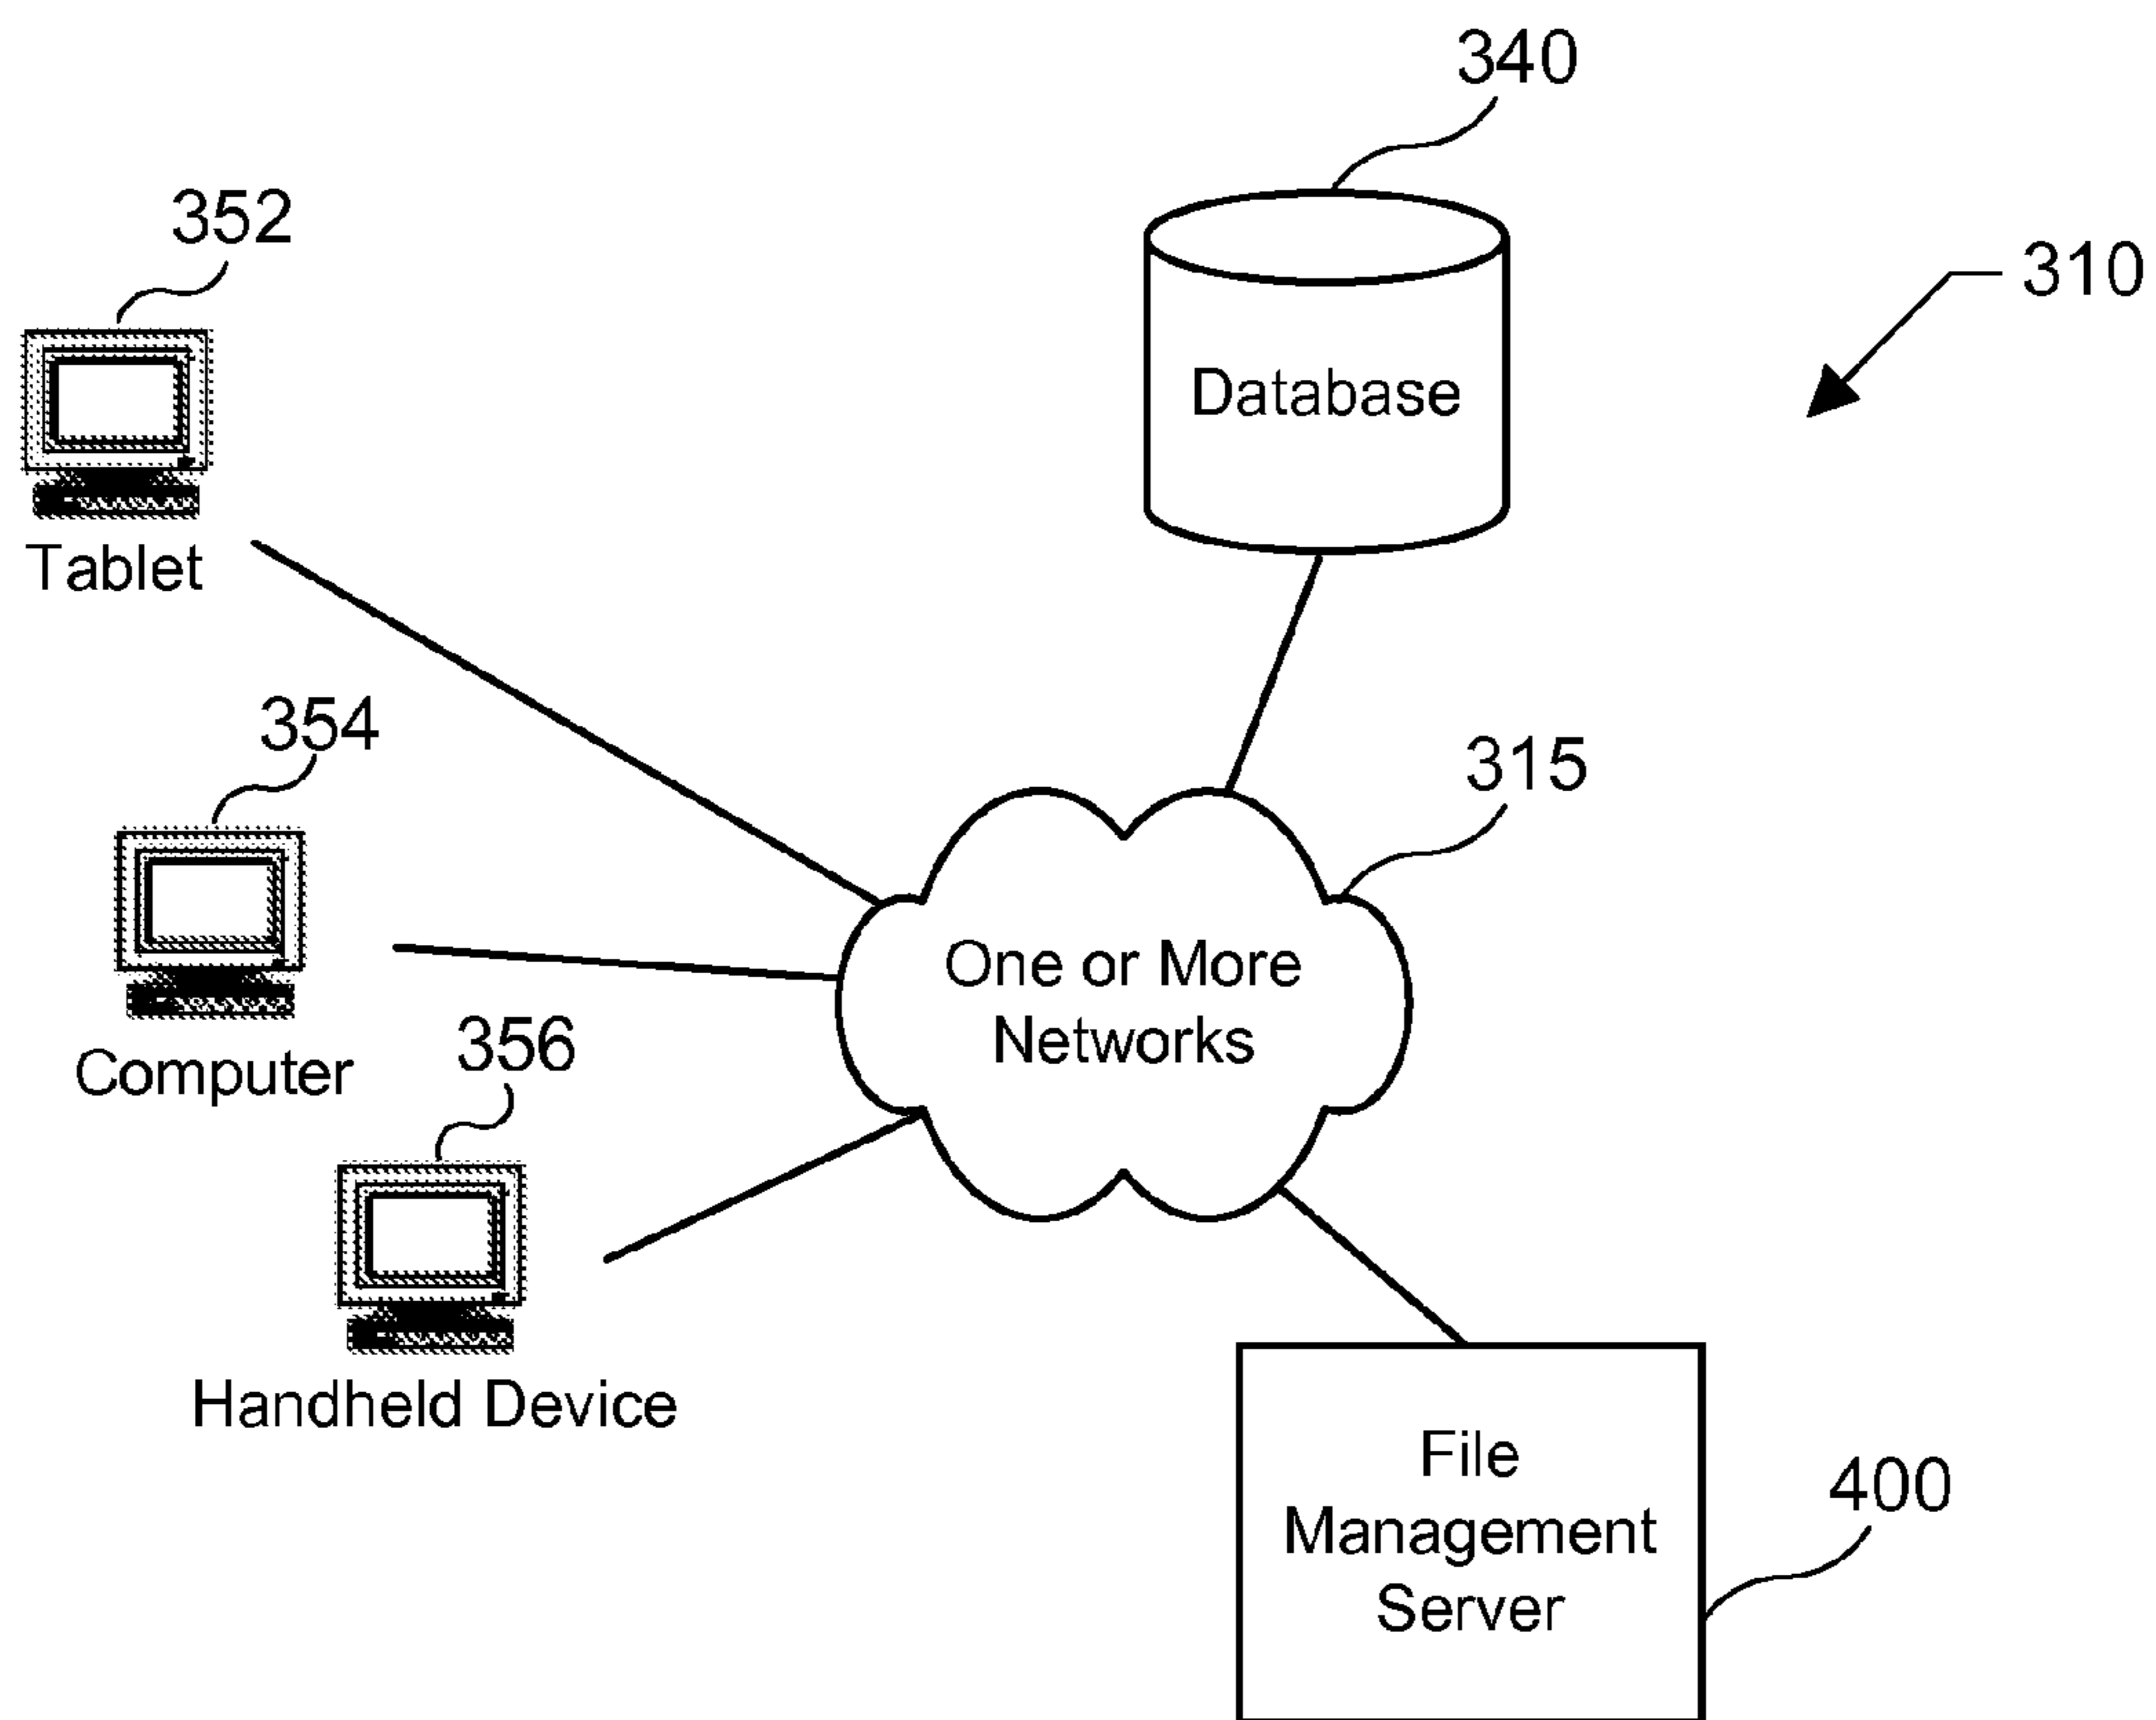 340
352
310
Database
Tablet
354
315
One or More
Networks
Computer
356
Handheld Device
File
Management
Server
400